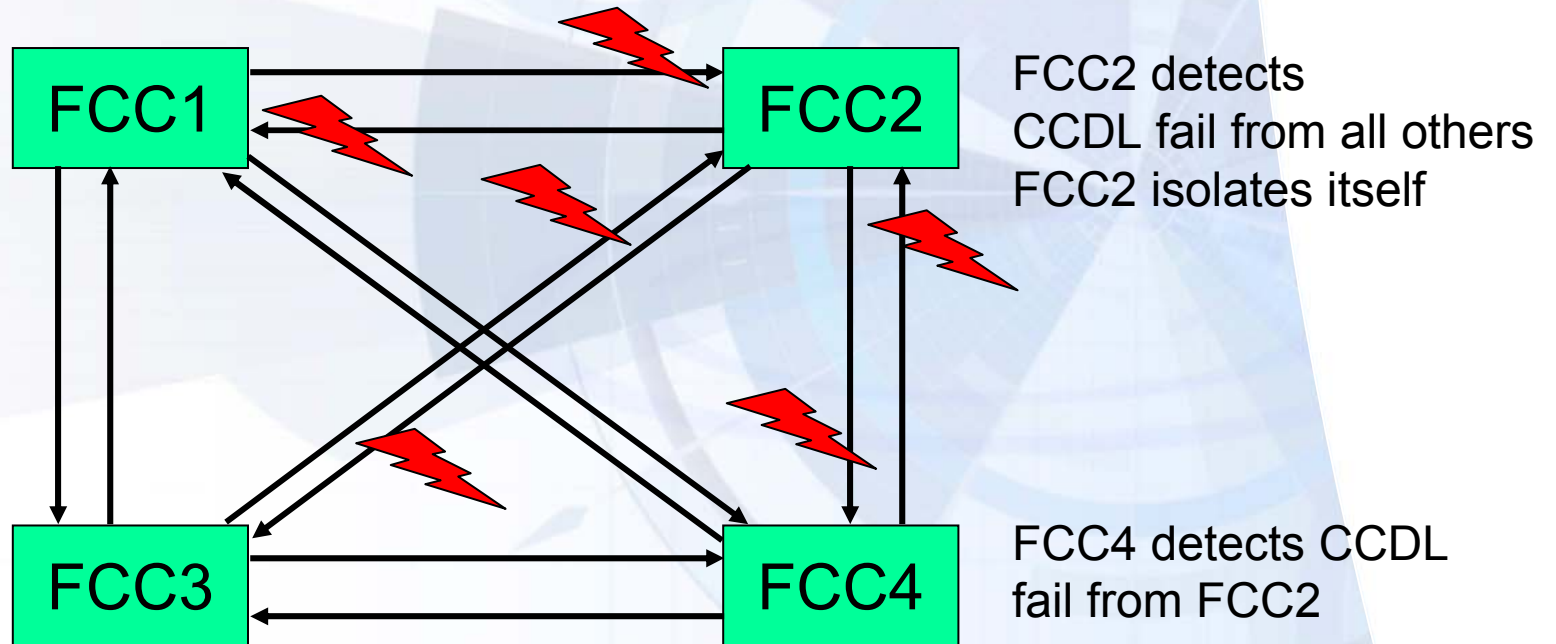 FCC1
FCC2
FCC2 detects
CCDL fail from all others
FCC2 isolates itself
FCC3
FCC4
FCC4 detects CCDL
fail from FCC2